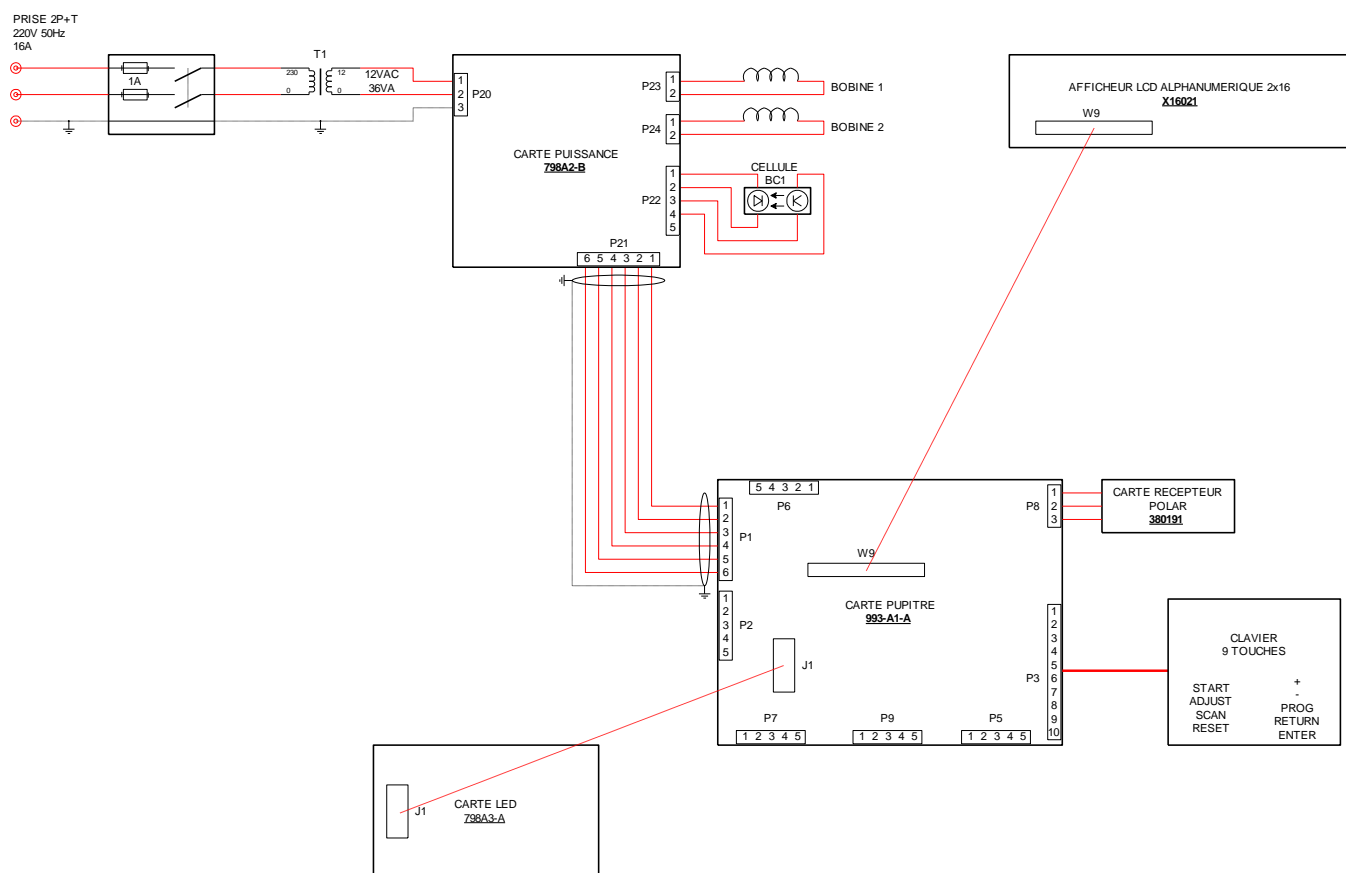 PRISE 2P+T
220V 50Hz
16A
1A
T1
230
0
12
0
12VAC
36VA
1
2
3
P20
CARTE PUISSANCE
798A2-B
P23
1
2
BOBINE 1
P24
1
2
BOBINE 2
P22
1
2
3
4
5
CELLULE
BC1
P21
6 5 4 3 2 1
AFFICHEUR LCD ALPHANUMERIQUE 2x16
X16021
W9
5 4 3 2 1
P6
P1
1
2
3
4
5
6
P8
1
2
3
CARTE RECEPTEUR
POLAR
380191
W9
CARTE PUPITRE
993-A1-A
1
2
3
4
5
P2
J1
P3
1
2
3
4
5
6
7
8
9
10
CLAVIER
9 TOUCHES
START
ADJUST
SCAN
RESET
+
-
PROG
RETURN
ENTER
P7
1 2 3 4 5
P9
1 2 3 4 5
P5
1 2 3 4 5
J1
CARTE LED
798A3-A